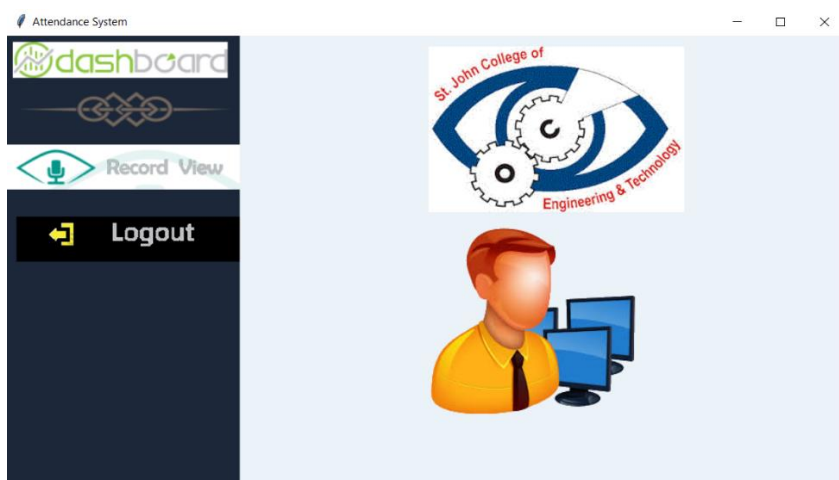 Attendance System
dashboard
Record View
Logout
St. John College of
Engineering & Technology